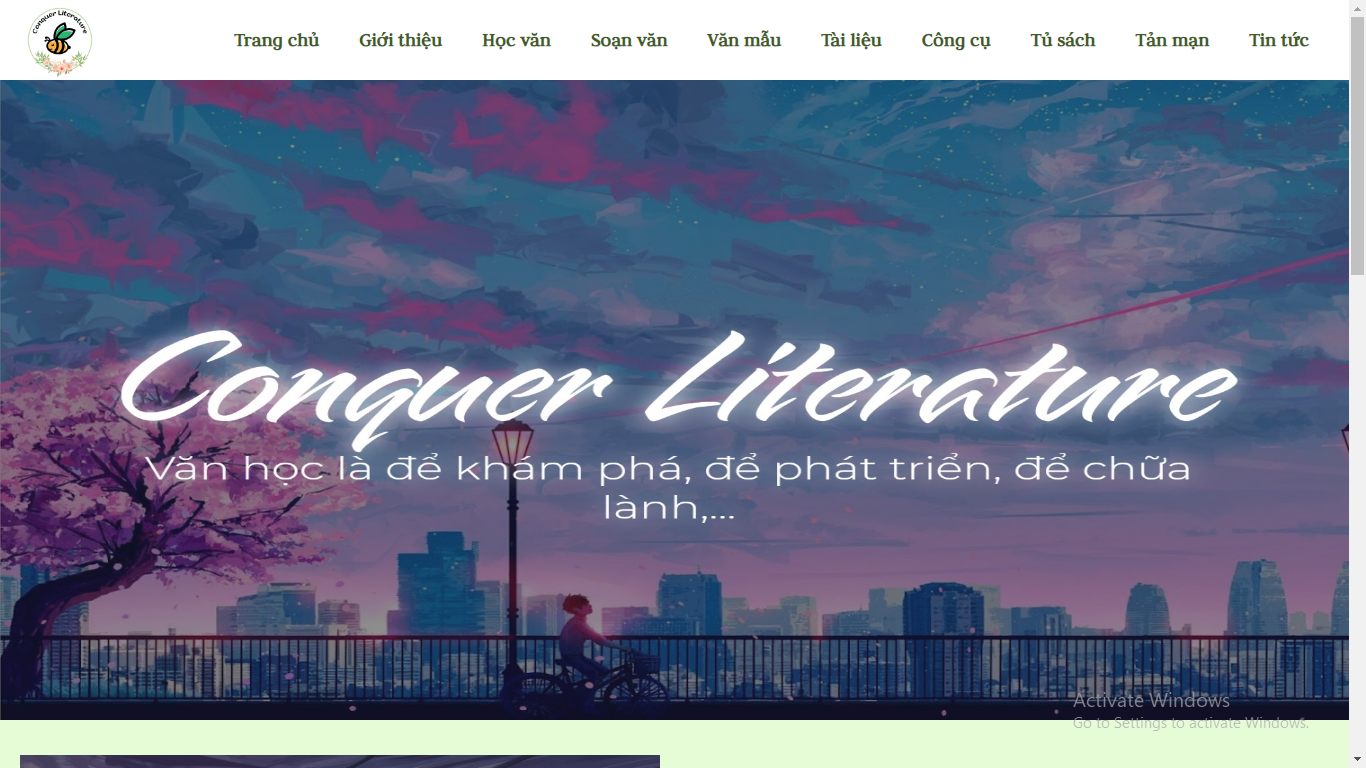 Conquer Literature
Trang chủ
Giới thiệu
Học văn
Soạn văn
Văn mẫu
Tài liệu
Công cụ
Tủ sách
Tản mạn
Tin tức
Conquer Literature
Văn học là để khám phá, để phát triển, để chữa
lành,...
Activate Windows
Go to Settings to activate Windows.